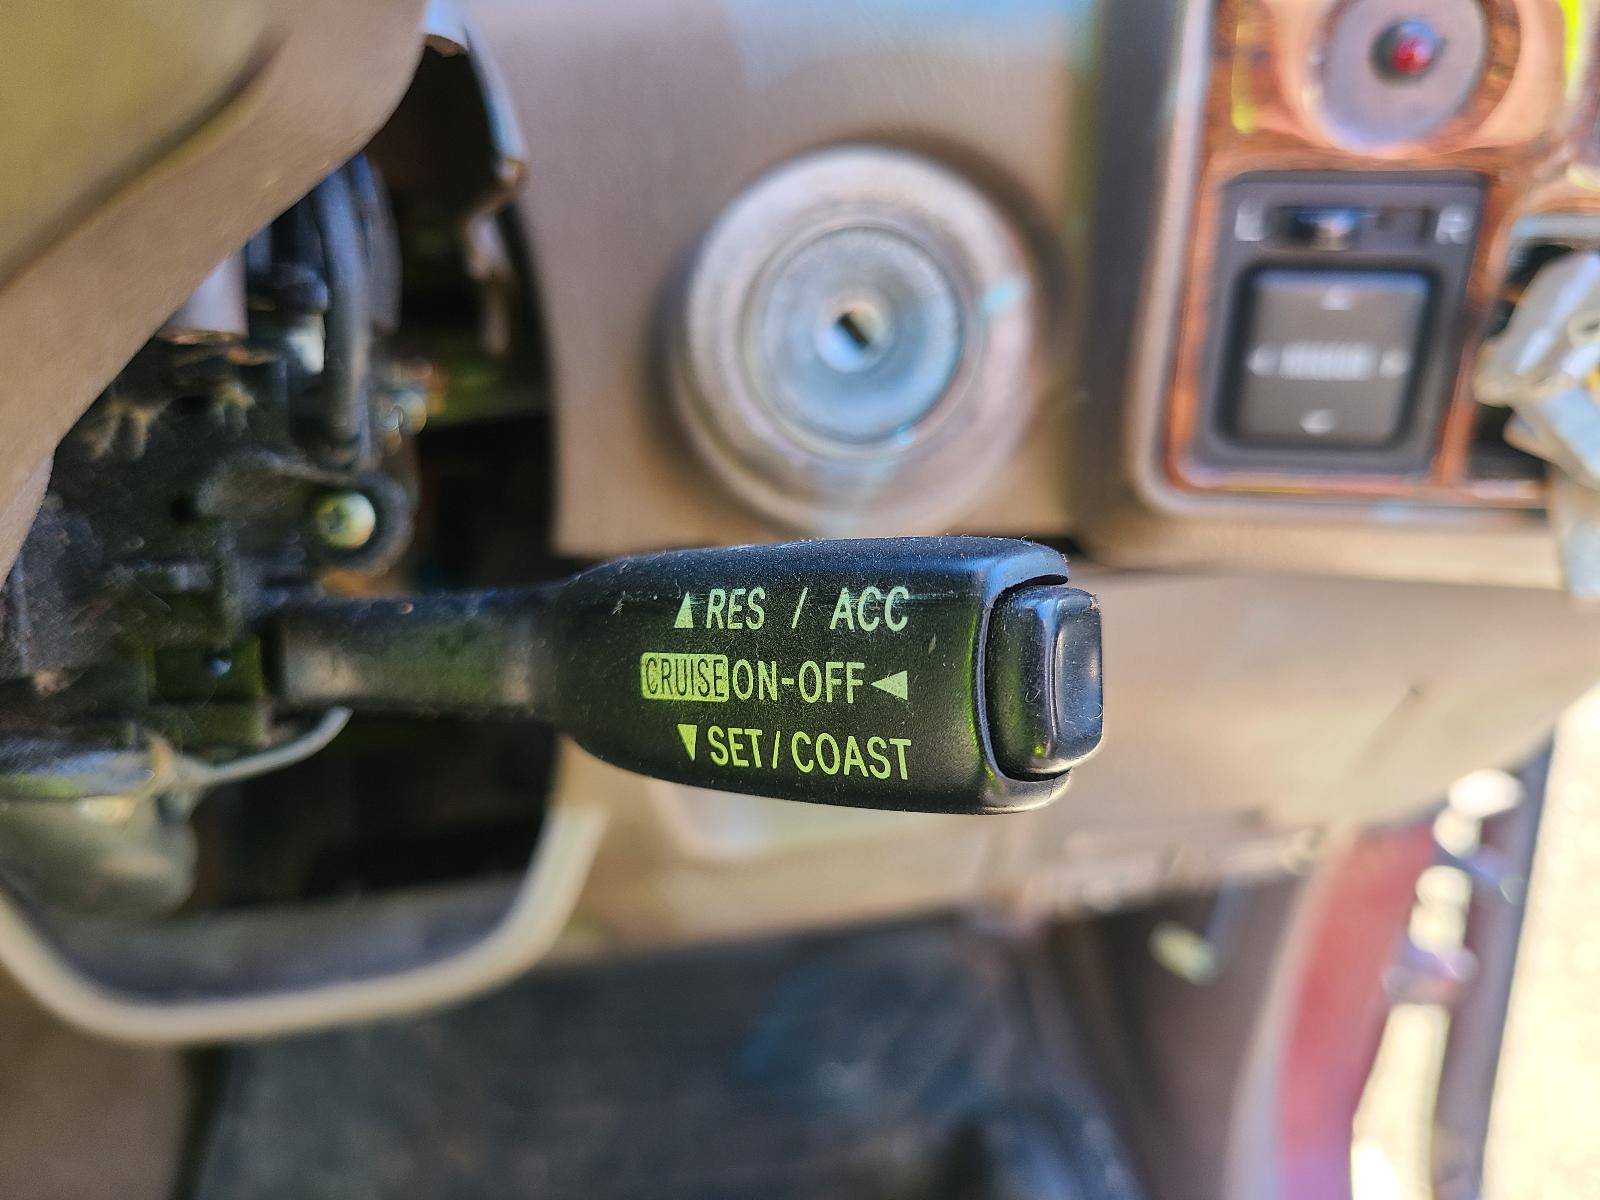 L R
▲ RES / ACC
CRUISE ON-OFF ◀
▼ SET / COAST